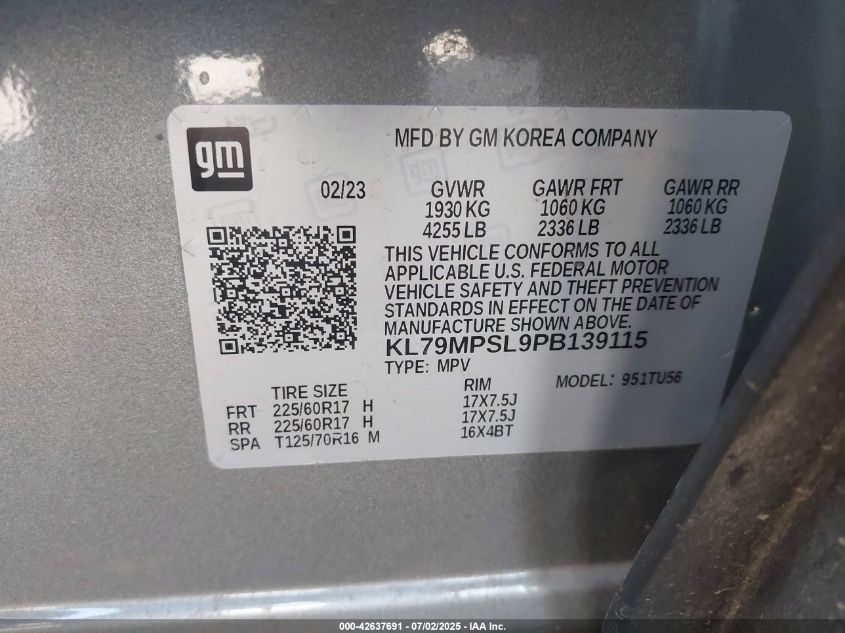 gm
MFD BY GM KOREA COMPANY
02/23
GVWR GAWR FRT GAWR RR
1930 KG 1060 KG 1060 KG
4255 LB 2336 LB 2336 LB
THIS VEHICLE CONFORMS TO ALL
APPLICABLE U.S. FEDERAL MOTOR
VEHICLE SAFETY AND THEFT PREVENTION
STANDARDS IN EFFECT ON THE DATE OF
MANUFACTURE SHOWN ABOVE.
KL79MPSL9PB139115
TYPE: MPV MODEL: 951TU56
TIRE SIZE RIM
FRT 225/60R17 H 17X7.5J
RR 225/60R17 H 17X7.5J
SPA T125/70R16 M 16X4BT
000-42637691 - 07/02/2025 - IAA Inc.